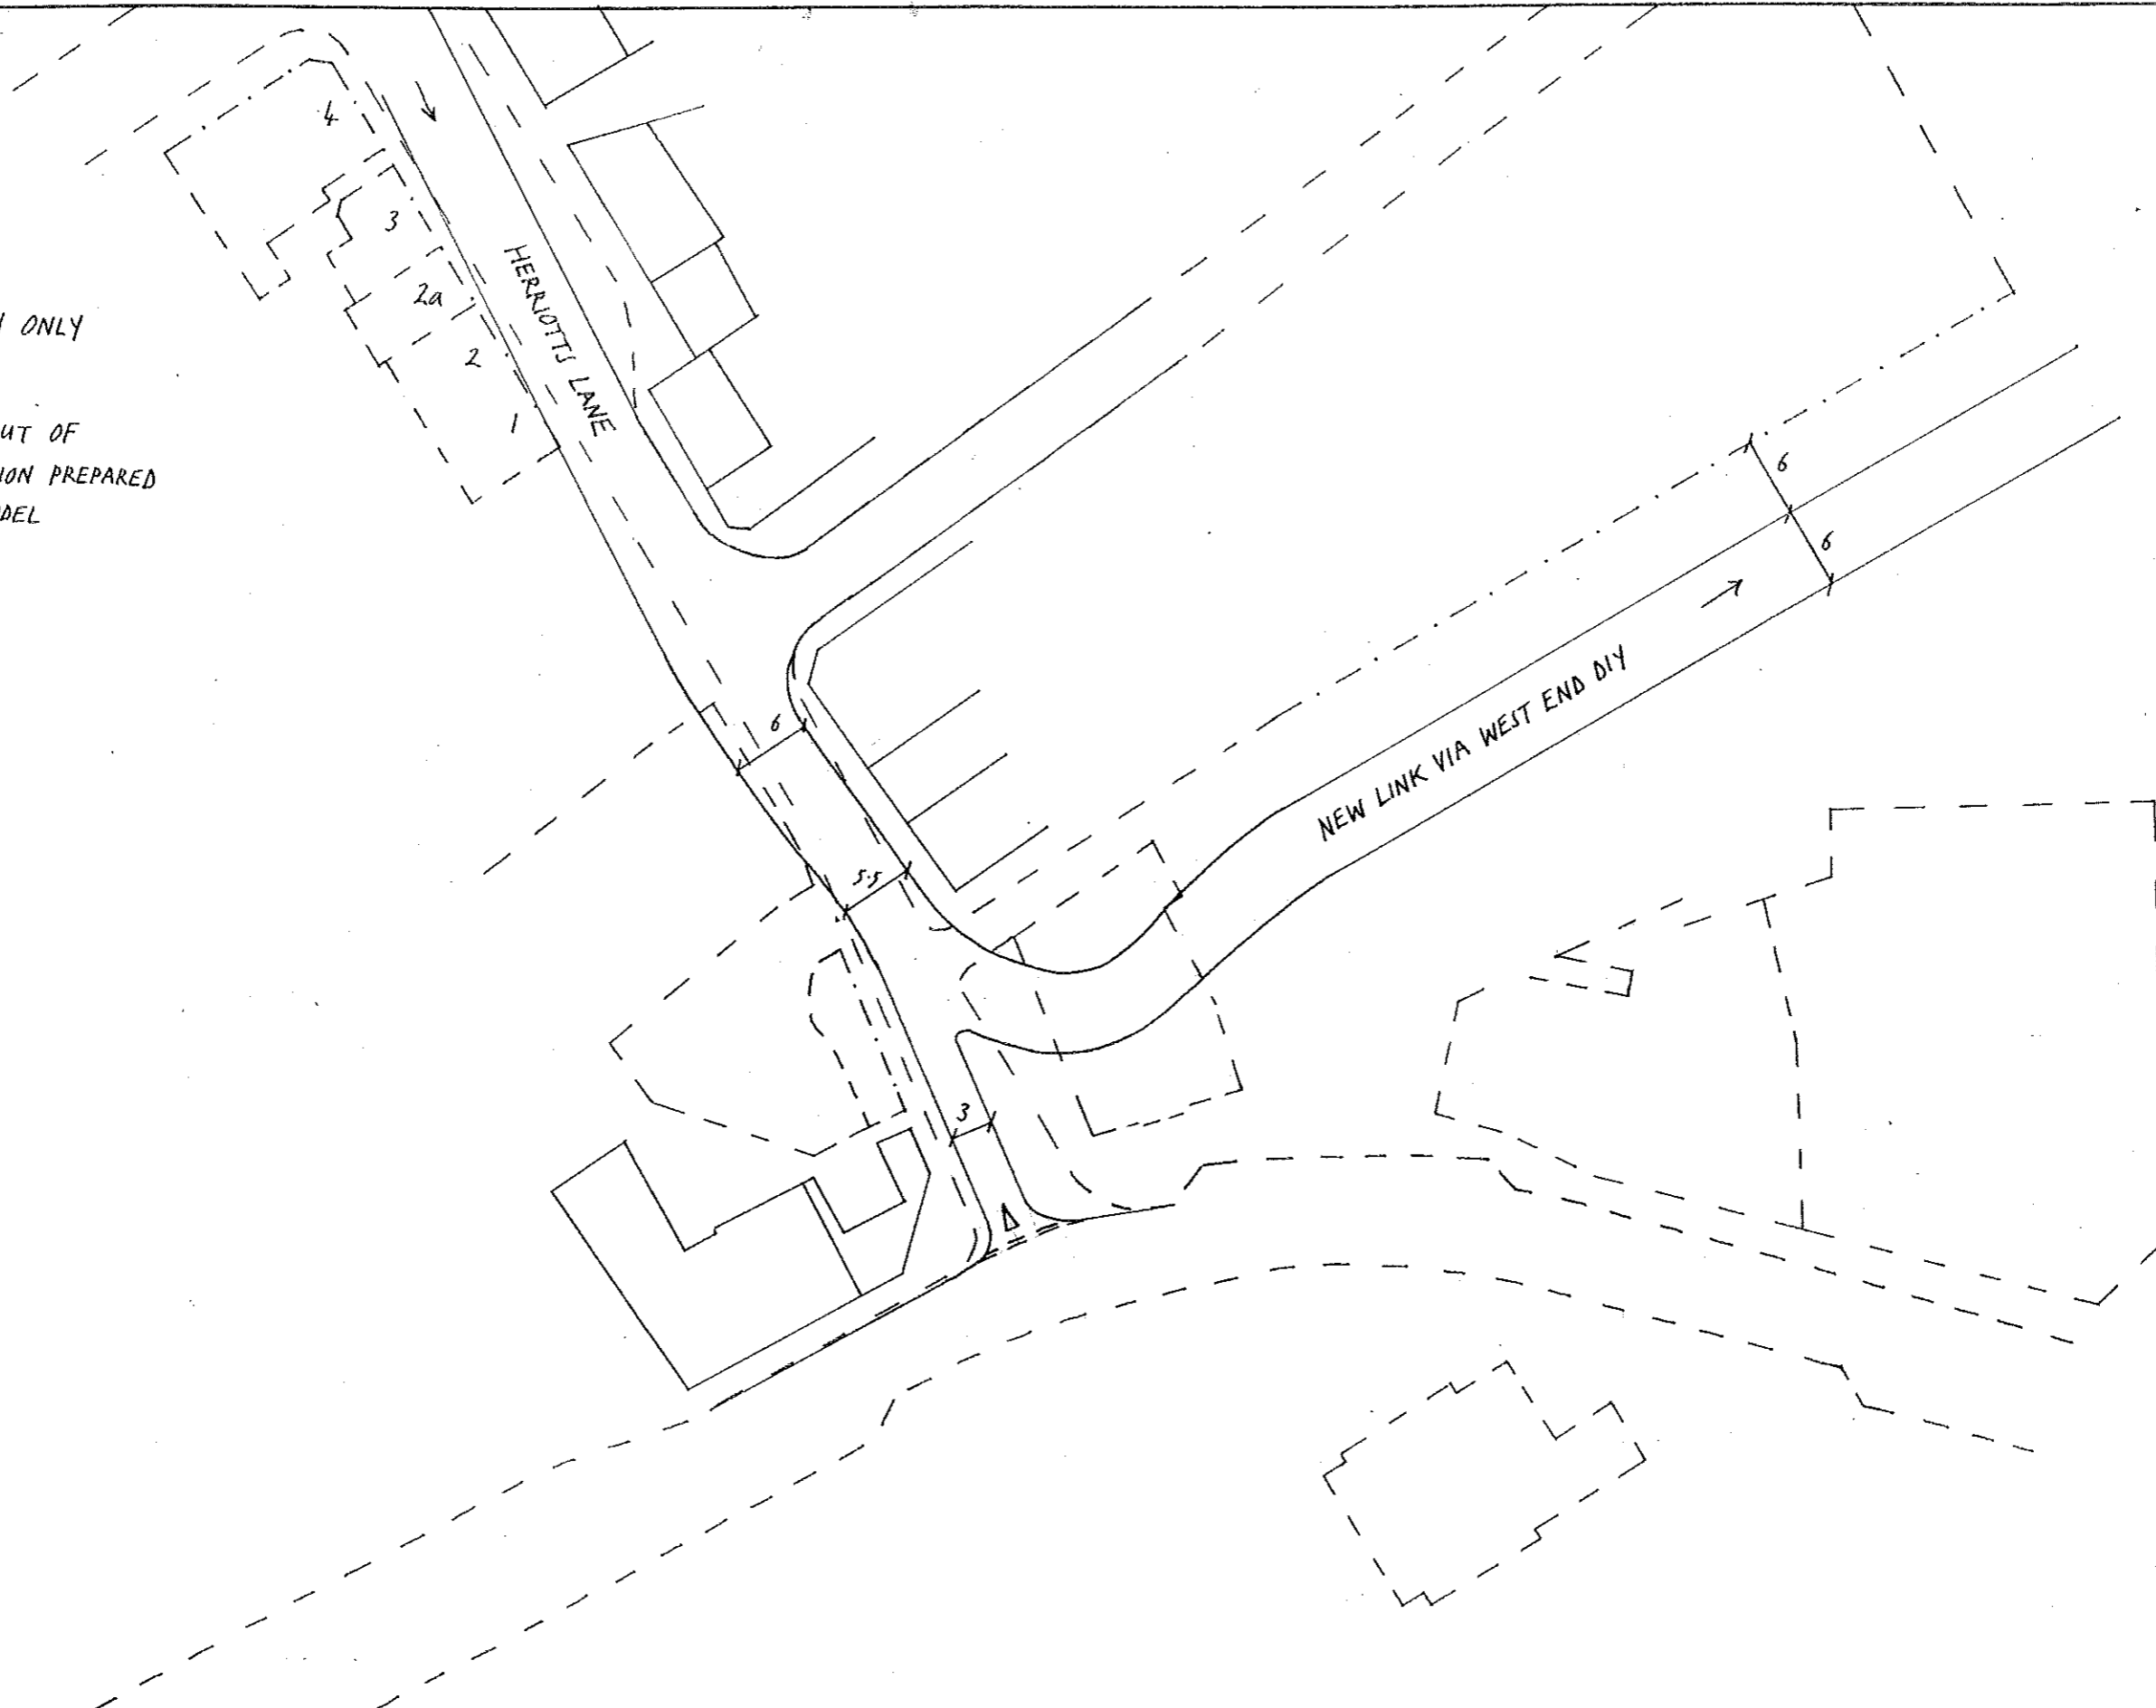 4
3
2a
2
1
HERRIOTTS LANE
ONLY
UT OF
ION PREPARED
DEL
6
6
NEW LINK VIA WEST END DIY
6
5.5
3